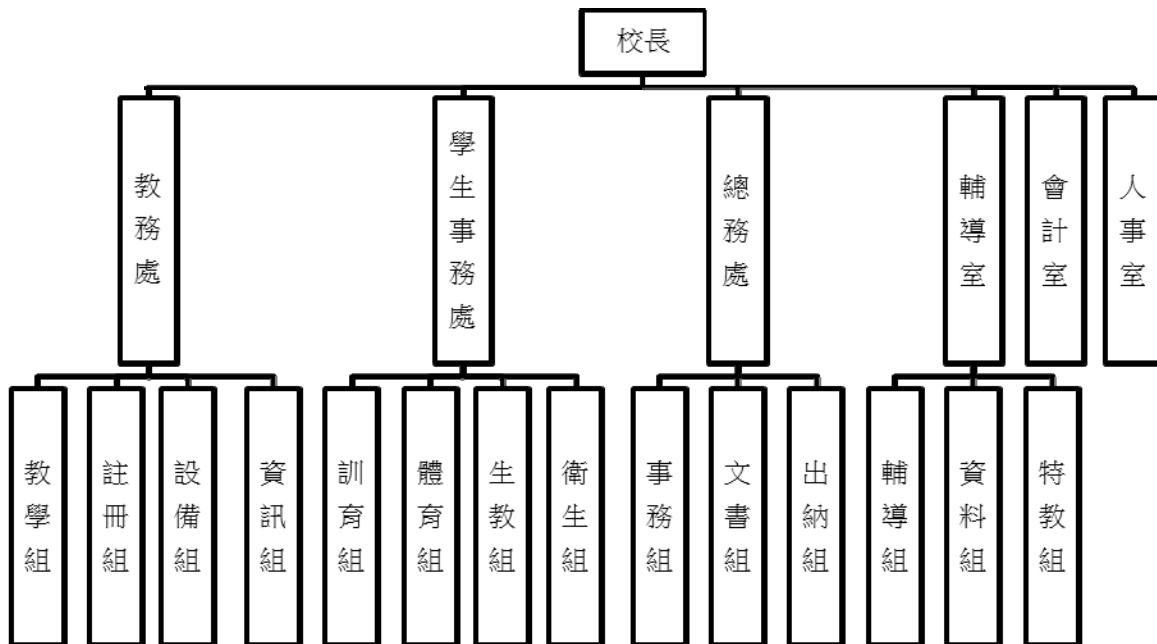 校長
教務處
學生事務處
總務處
輔導室
會計室
人事室
教學組
註冊組
設備組
資訊組
訓育組
體育組
生教組
衛生組
事務組
文書組
出納組
輔導組
資料組
特教組